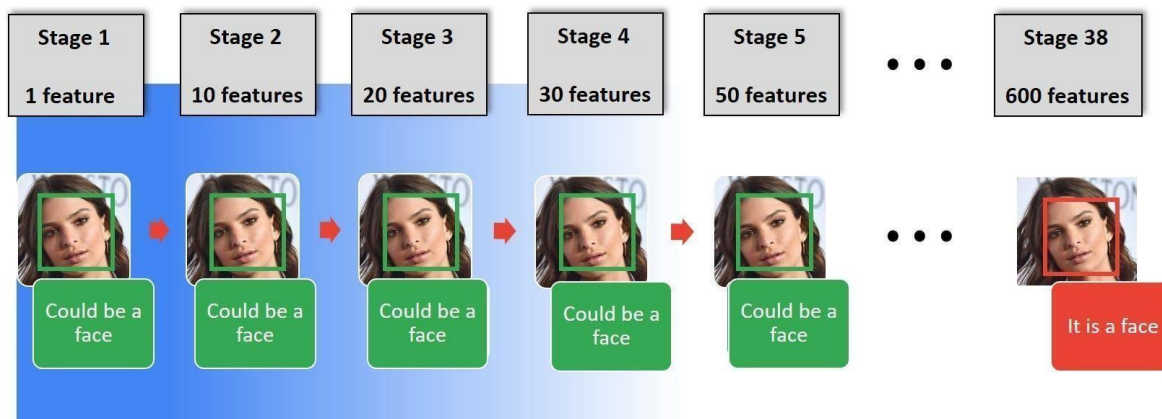 Stage 1
1 feature
Stage 2
10 features
Stage 3
20 features
Stage 4
30 features
Stage 5
50 features
Stage 38
600 features
Could be a
face
Could be a
face
Could be a
face
Could be a
face
Could be a
face
It is a face